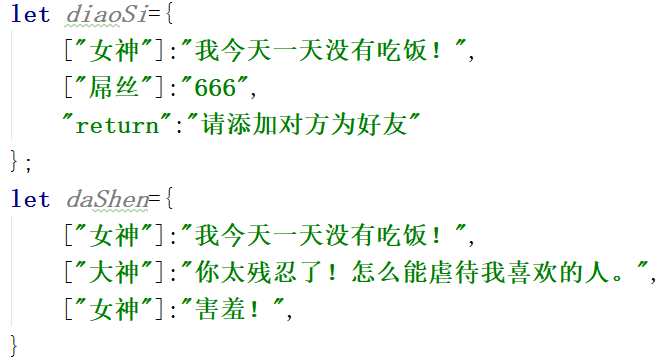 let diaoSi={
["女神"]:"我今天一天没有吃饭！",
["屌丝"]:"666",
"return":"请添加对方为好友"
};
let daShen={
["女神"]:"我今天一天没有吃饭！",
["大神"]:"你太残忍了！怎么能虐待我喜欢的人。",
["女神"]:"害羞！",
}